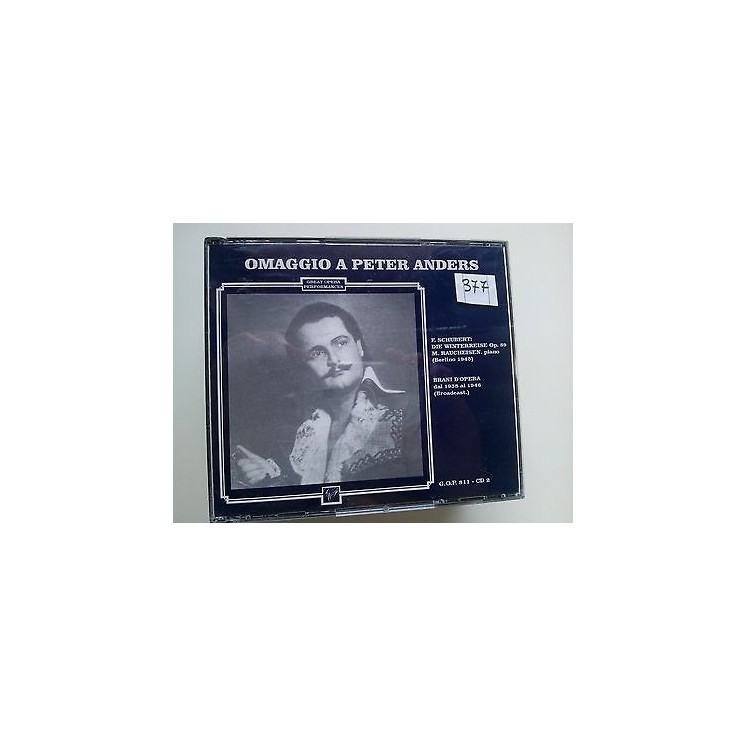 OMAGGIO A PETER ANDERS
GREAT OPERA
PERFORMANCES
377
F. SCHUBERT:
DIE WINTERREISE Op. 89
M. RAUCHEISEN, piano
(Berlino 1945)
BRANI D'OPERA
dal 1938 al 1946
(Broadcast.)
G.O.P. 811 - CD 2